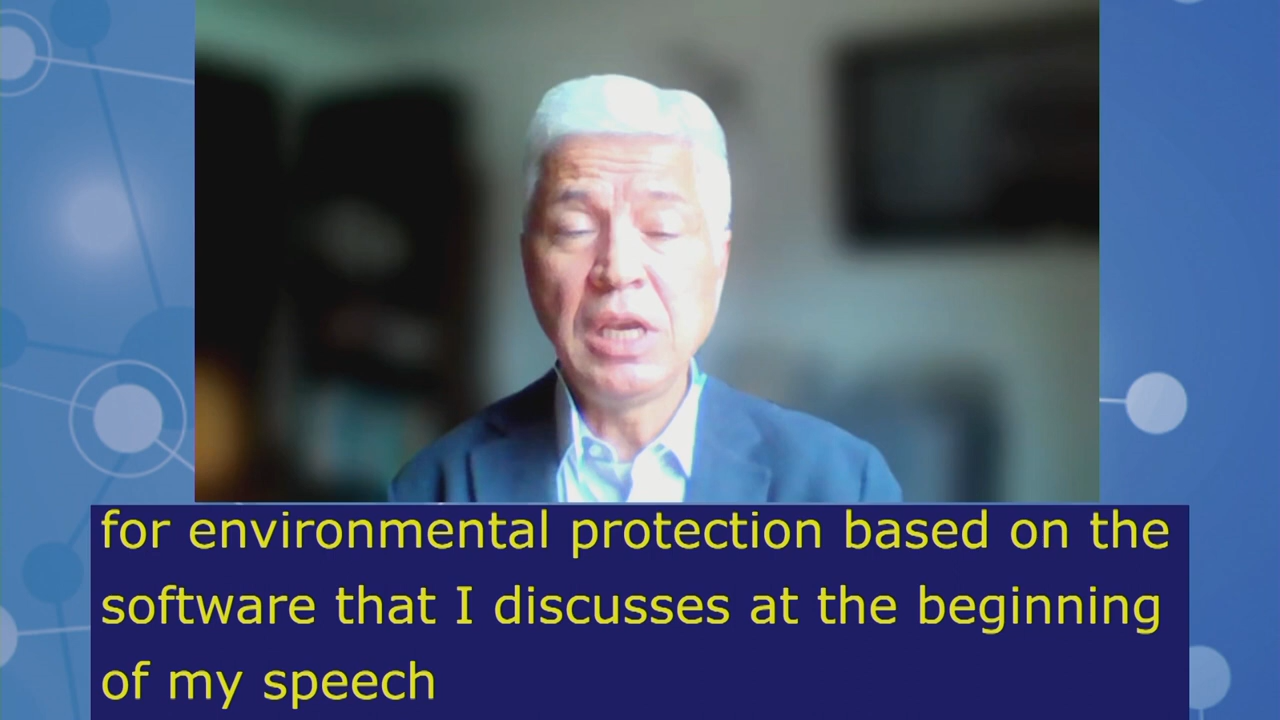 for environmental protection based on the
software that I discusses at the beginning
of my speech